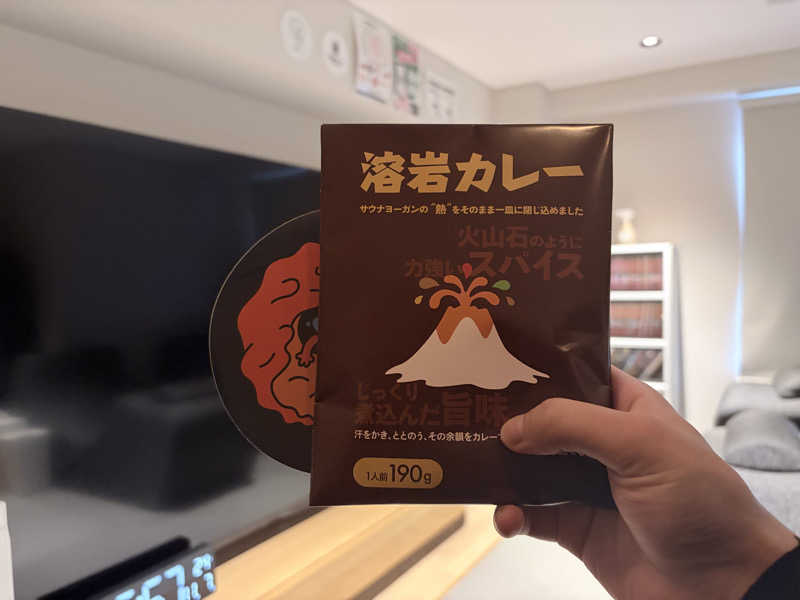 溶岩カレー
サウナヨーガンの"熱"をそのまま一皿に閉じ込めました
火山石のように
力強いスパイス
じっくり
煮込んだ旨味
汗をかき、ととのう、その余韻をカレー
1人前 190g